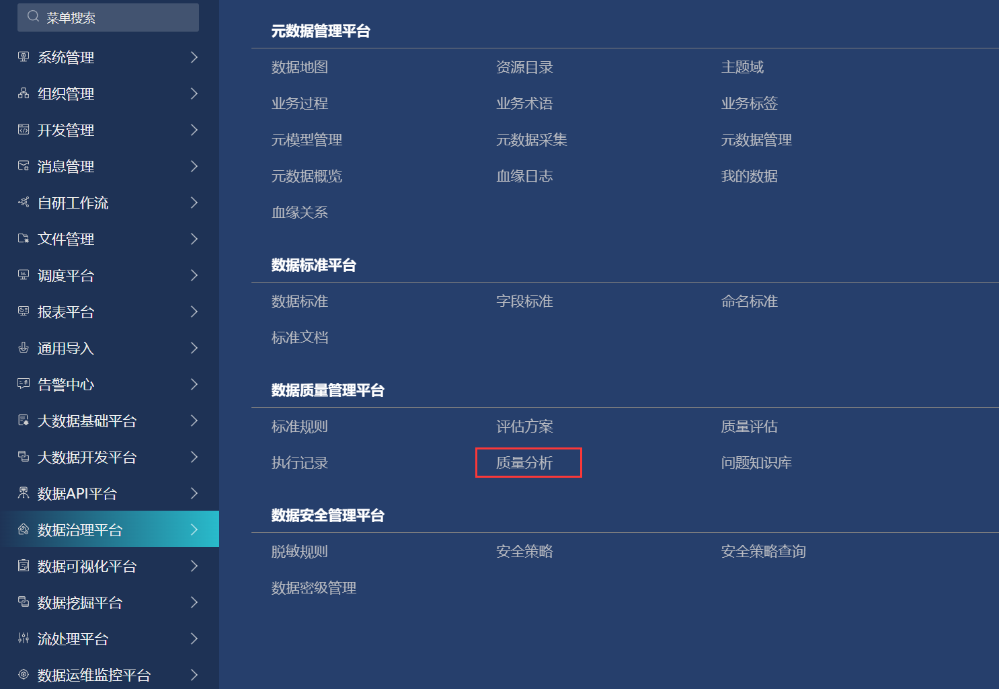 菜单搜索
系统管理
组织管理
开发管理
消息管理
自研工作流
文件管理
调度平台
报表平台
通用导入
告警中心
大数据基础平台
大数据开发平台
数据API平台
数据治理平台
数据可视化平台
数据挖掘平台
流处理平台
数据运维监控平台
元数据管理平台
数据地图 资源目录 主题域
业务过程 业务术语 业务标签
元模型管理 元数据采集 元数据管理
元数据概览 血缘日志 我的数据
血缘关系
数据标准平台
数据标准 字段标准 命名标准
标准文档
数据质量管理平台
标准规则 评估方案 质量评估
执行记录 质量分析 问题知识库
数据安全管理平台
脱敏规则 安全策略 安全策略查询
数据密级管理